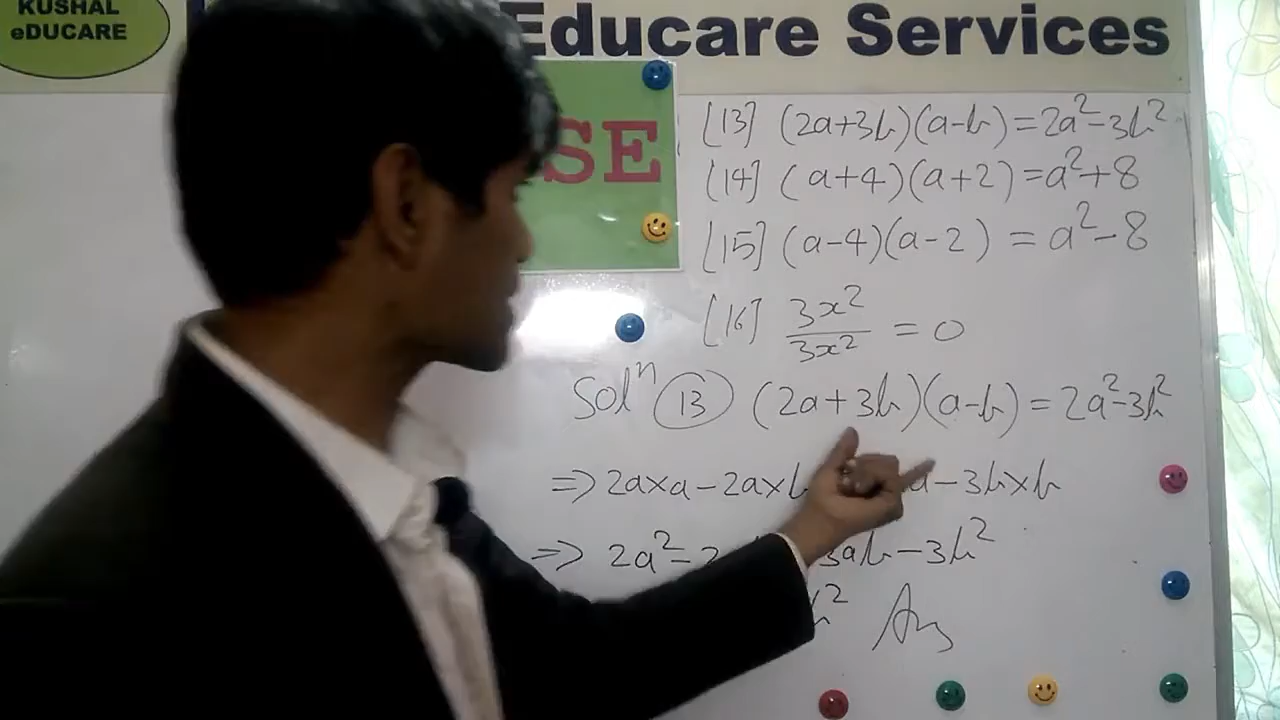 KUSHAL
eDUCARE
Educare Services
SE
[13] (2a+3b)(a-b)=2a²-3b².
[14] (a+4)(a+2)=a²+8
[15] (a-4)(a-2) = a²-8
[16] 3x²/3x² = 0
Solⁿ (13) (2a+3b)(a-b)=2a²-3b²
=> 2a×a-2a×b a-3b×b
=> 2a²- 3ab-3b²
b² Ans